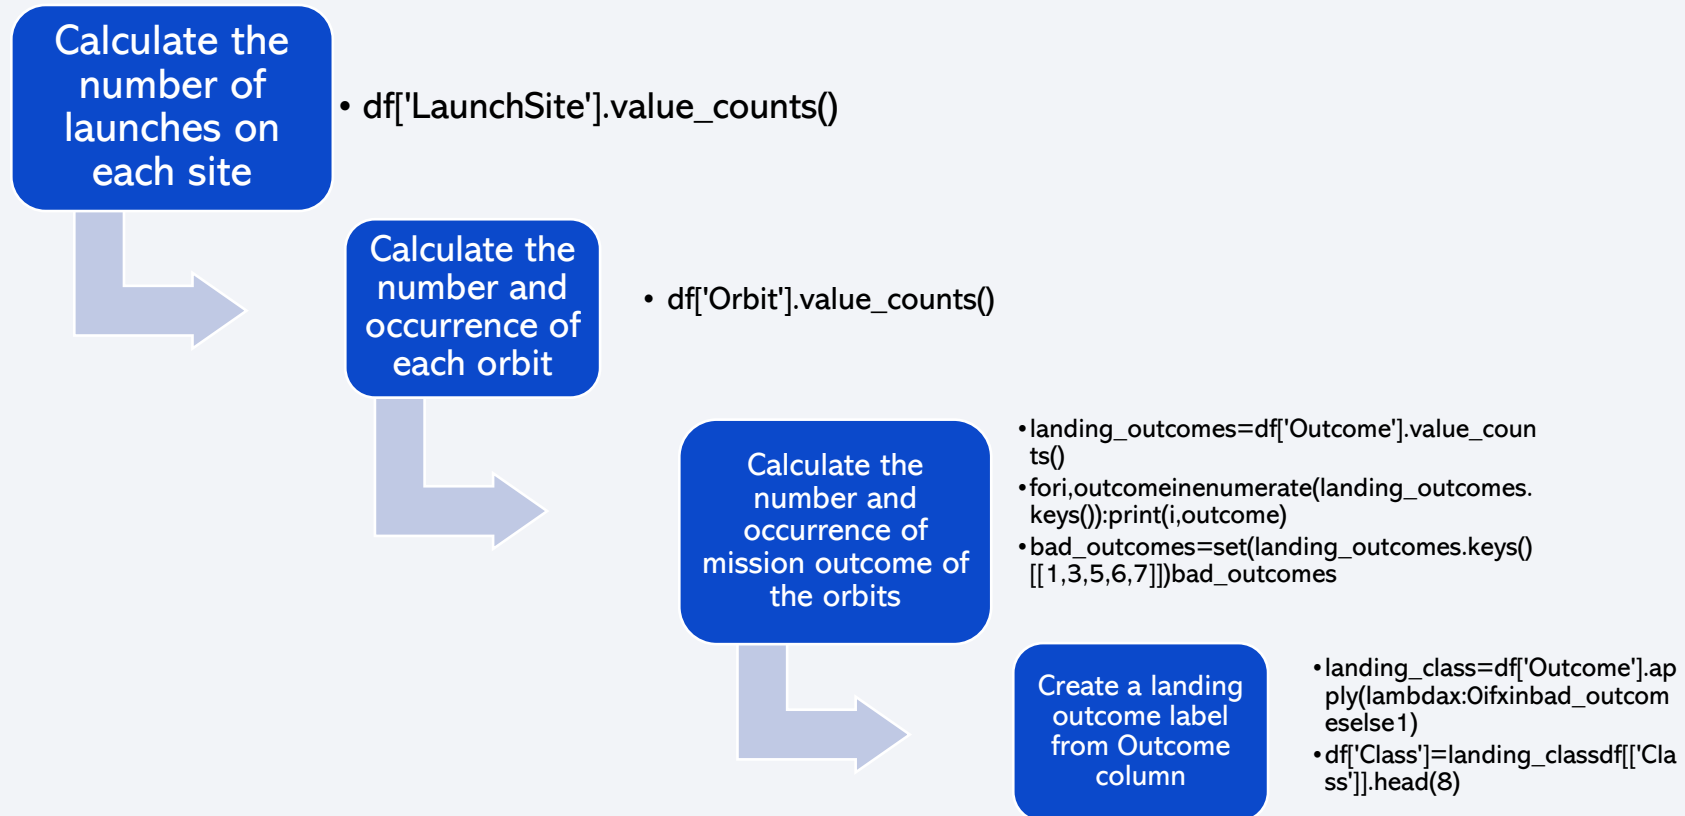 Calculate the
number of
launches on
each site
• df['LaunchSite'].value_counts()
Calculate the
number and
occurrence of
each orbit
• df['Orbit'].value_counts()
Calculate the
number and
occurrence of
mission outcome of
the orbits
•landing_outcomes=df['Outcome'].value_coun
ts()
•fori,outcomeinenumerate(landing_outcomes.
keys()):print(i,outcome)
•bad_outcomes=set(landing_outcomes.keys()
[[1,3,5,6,7]])bad_outcomes
Create a landing
outcome label
from Outcome
column
•landing_class=df['Outcome'].ap
ply(lambdax:0ifxinbad_outcom
eselse1)
•df['Class']=landing_classdf[['Cla
ss']].head(8)